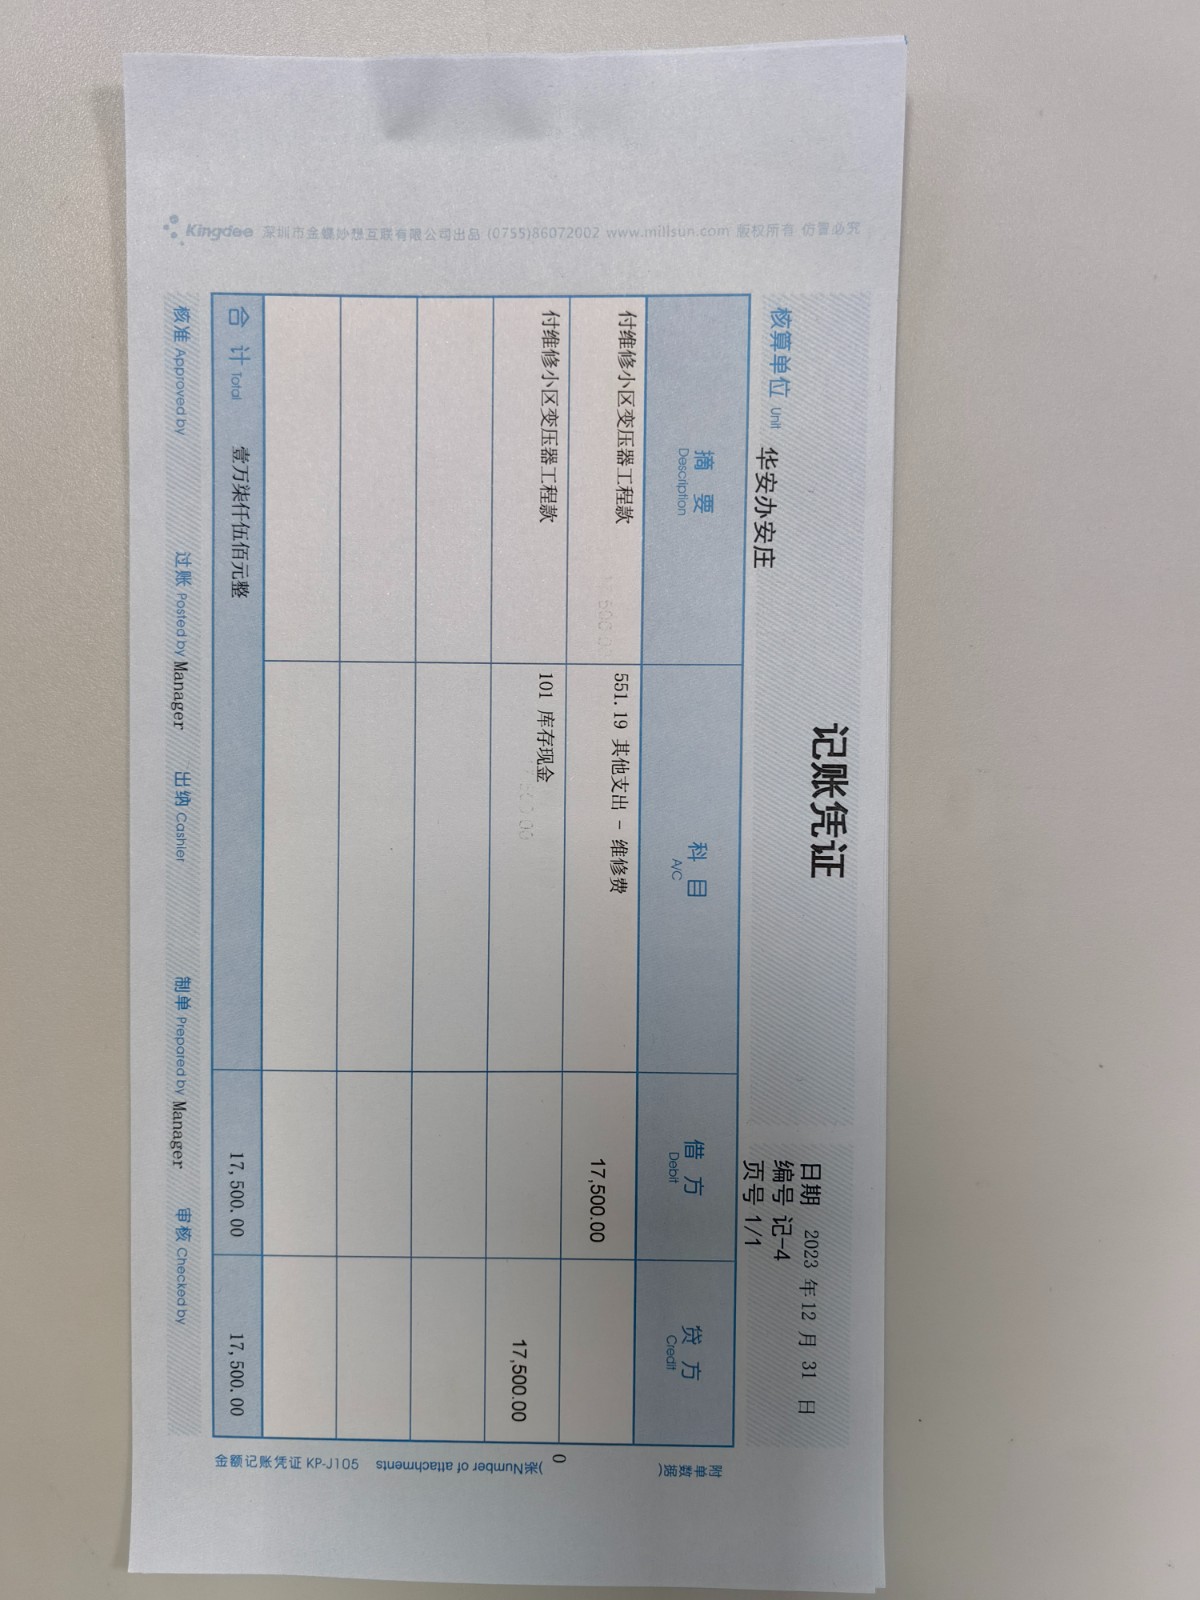 记账凭证
日期 2023 年 12 月 31 日
编号 记-4
页号 1/1
核算单位 Unit 华安办安庄
摘 要 Description 科 目 A/C 借 方 Debit 贷 方 Credit
付维修小区变压器工程款 551.19 其他支出 - 维修费 17,500.00
付维修小区变压器工程款 101 库存现金 17,500.00
合 计 Total 壹万柒仟伍佰元整 17,500.00 17,500.00
附单据数( 0 张) Number of attachments
金额记账凭证 KP-J105
核准 Approved by 过账 Posted by Manager 出纳 Cashier 制单 Prepared by Manager 审核 Checked by
Kingdee 深圳市金蝶妙想互联有限公司出品 (0755)86072002 www.millsun.com 版权所有 仿冒必究